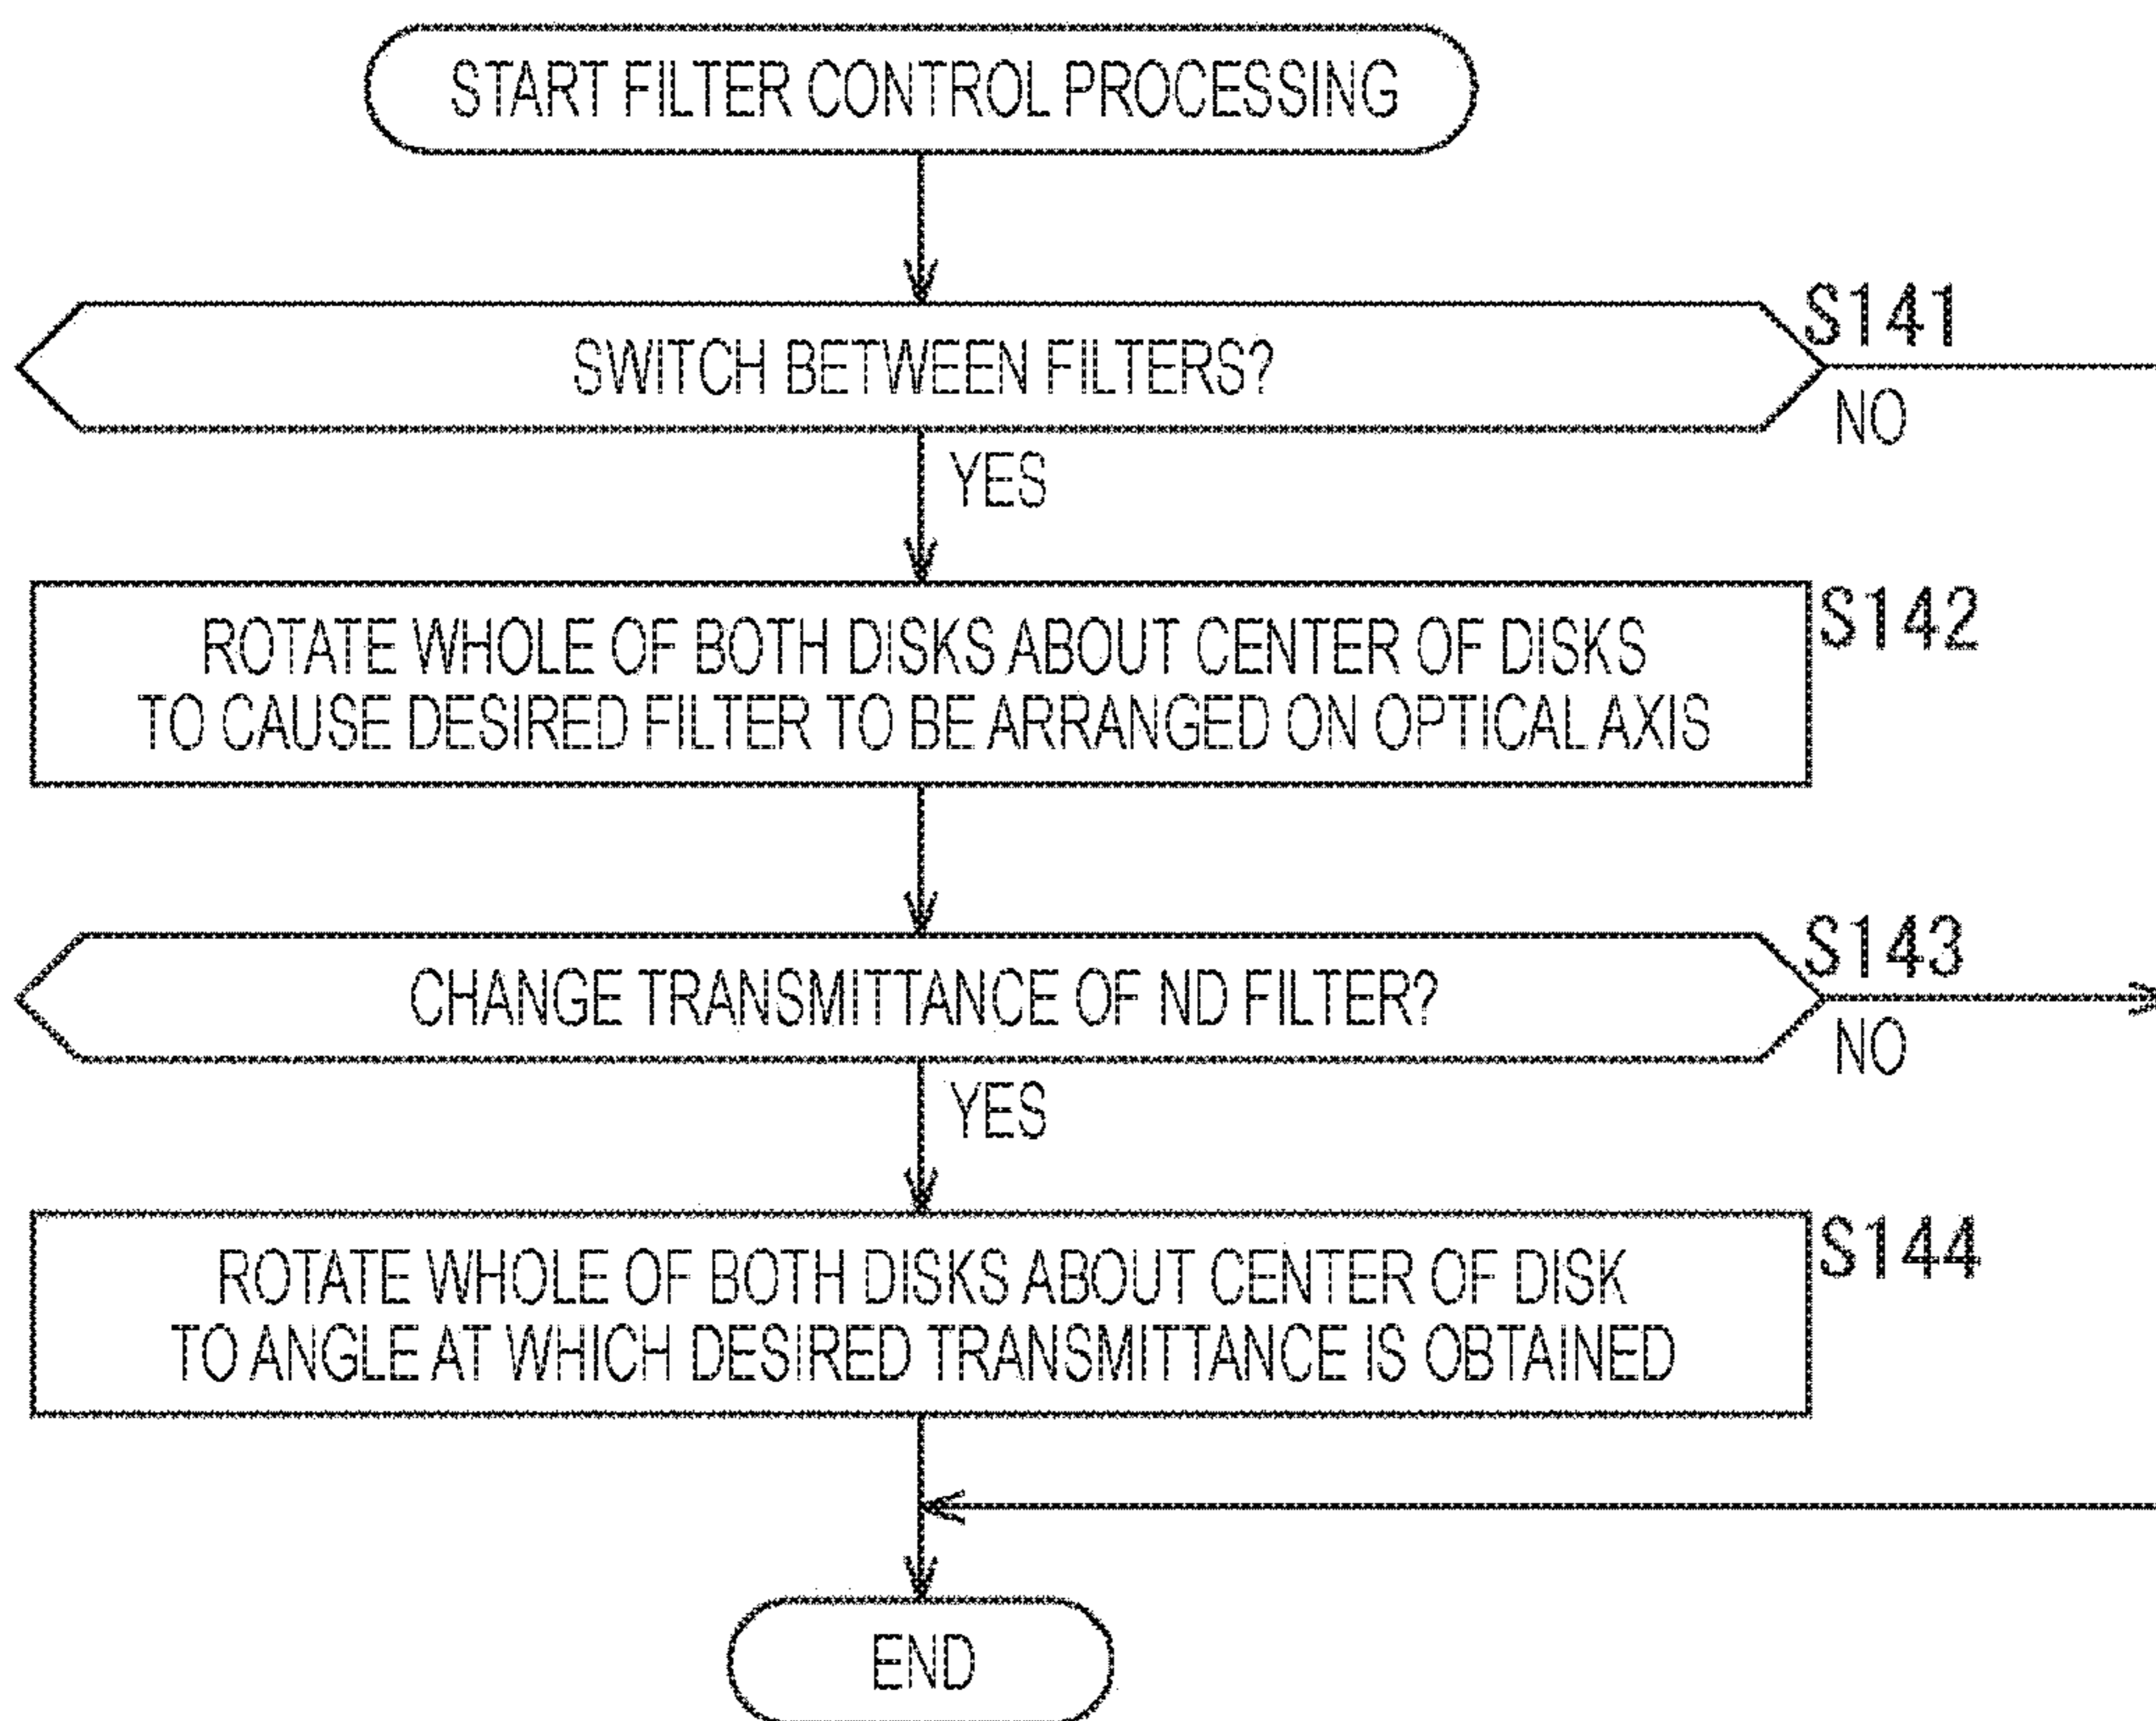 START FILTER CONTROL PROCESSING
S141
SWITCH BETWEEN FILTERS?
NO
YES
S142
ROTATE WHOLE OF BOTH DISKS ABOUT CENTER OF DISKS
TO CAUSE DESIRED FILTER TO BE ARRANGED ON OPTICAL AXIS
S143
CHANGE TRANSMITTANCE OF ND FILTER?
NO
YES
S144
ROTATE WHOLE OF BOTH DISKS ABOUT CENTER OF DISK
TO ANGLE AT WHICH DESIRED TRANSMITTANCE IS OBTAINED
END